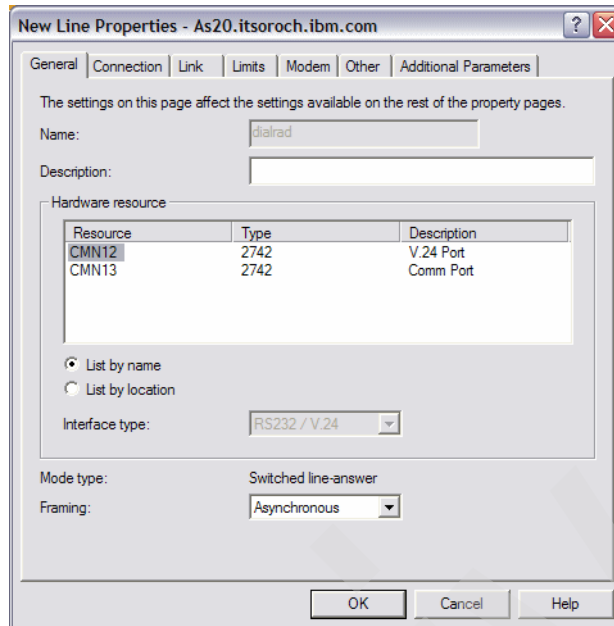 New Line Properties - As20.itsoroch.ibm.com
General Connection Link Limits Modem Other Additional Parameters
The settings on this page affect the settings available on the rest of the property pages.
Name: dialrad
Description:
Hardware resource
Resource Type Description
CMN12 2742 V.24 Port
CMN13 2742 Comm Port
List by name
List by location
Interface type: RS232 / V.24
Mode type: Switched line-answer
Framing: Asynchronous
OK Cancel Help